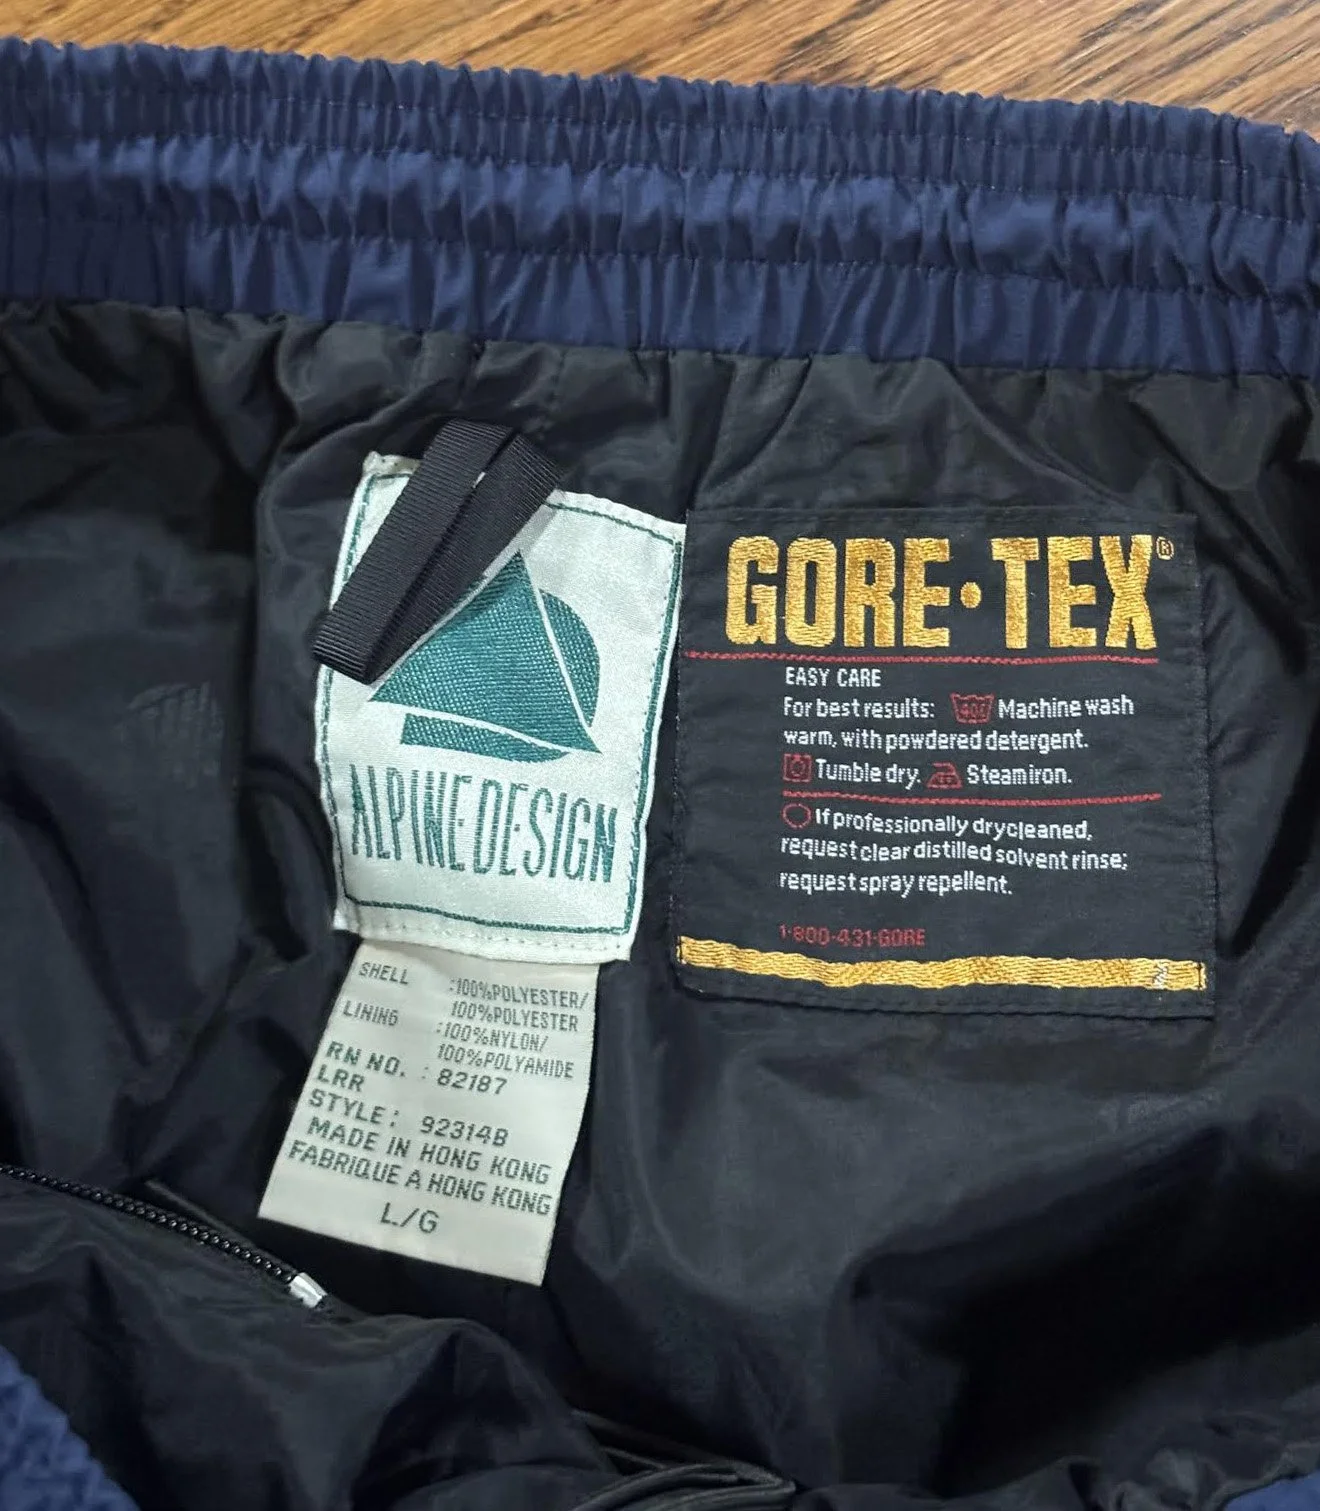 ALPINE DESIGN
SHELL :100%POLYESTER/
100%POLYESTER
LINING :100%NYLON/
100%POLYAMIDE
RN NO. : 82187
LRR
STYLE : 92314B
MADE IN HONG KONG
FABRIQUE A HONG KONG
L/G
GORE·TEX®
EASY CARE
For best results: 40c Machine wash
warm, with powdered detergent.
Tumble dry. Steam iron.
If professionally drycleaned,
request clear distilled solvent rinse;
request spray repellent.
1-800-431-GORE